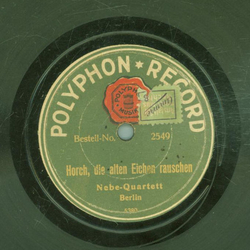 POLYPHON ★ RECORD
Bestell-No. 2549
Horch, die alten Eichen rauschen
Nebe-Quartett
Berlin